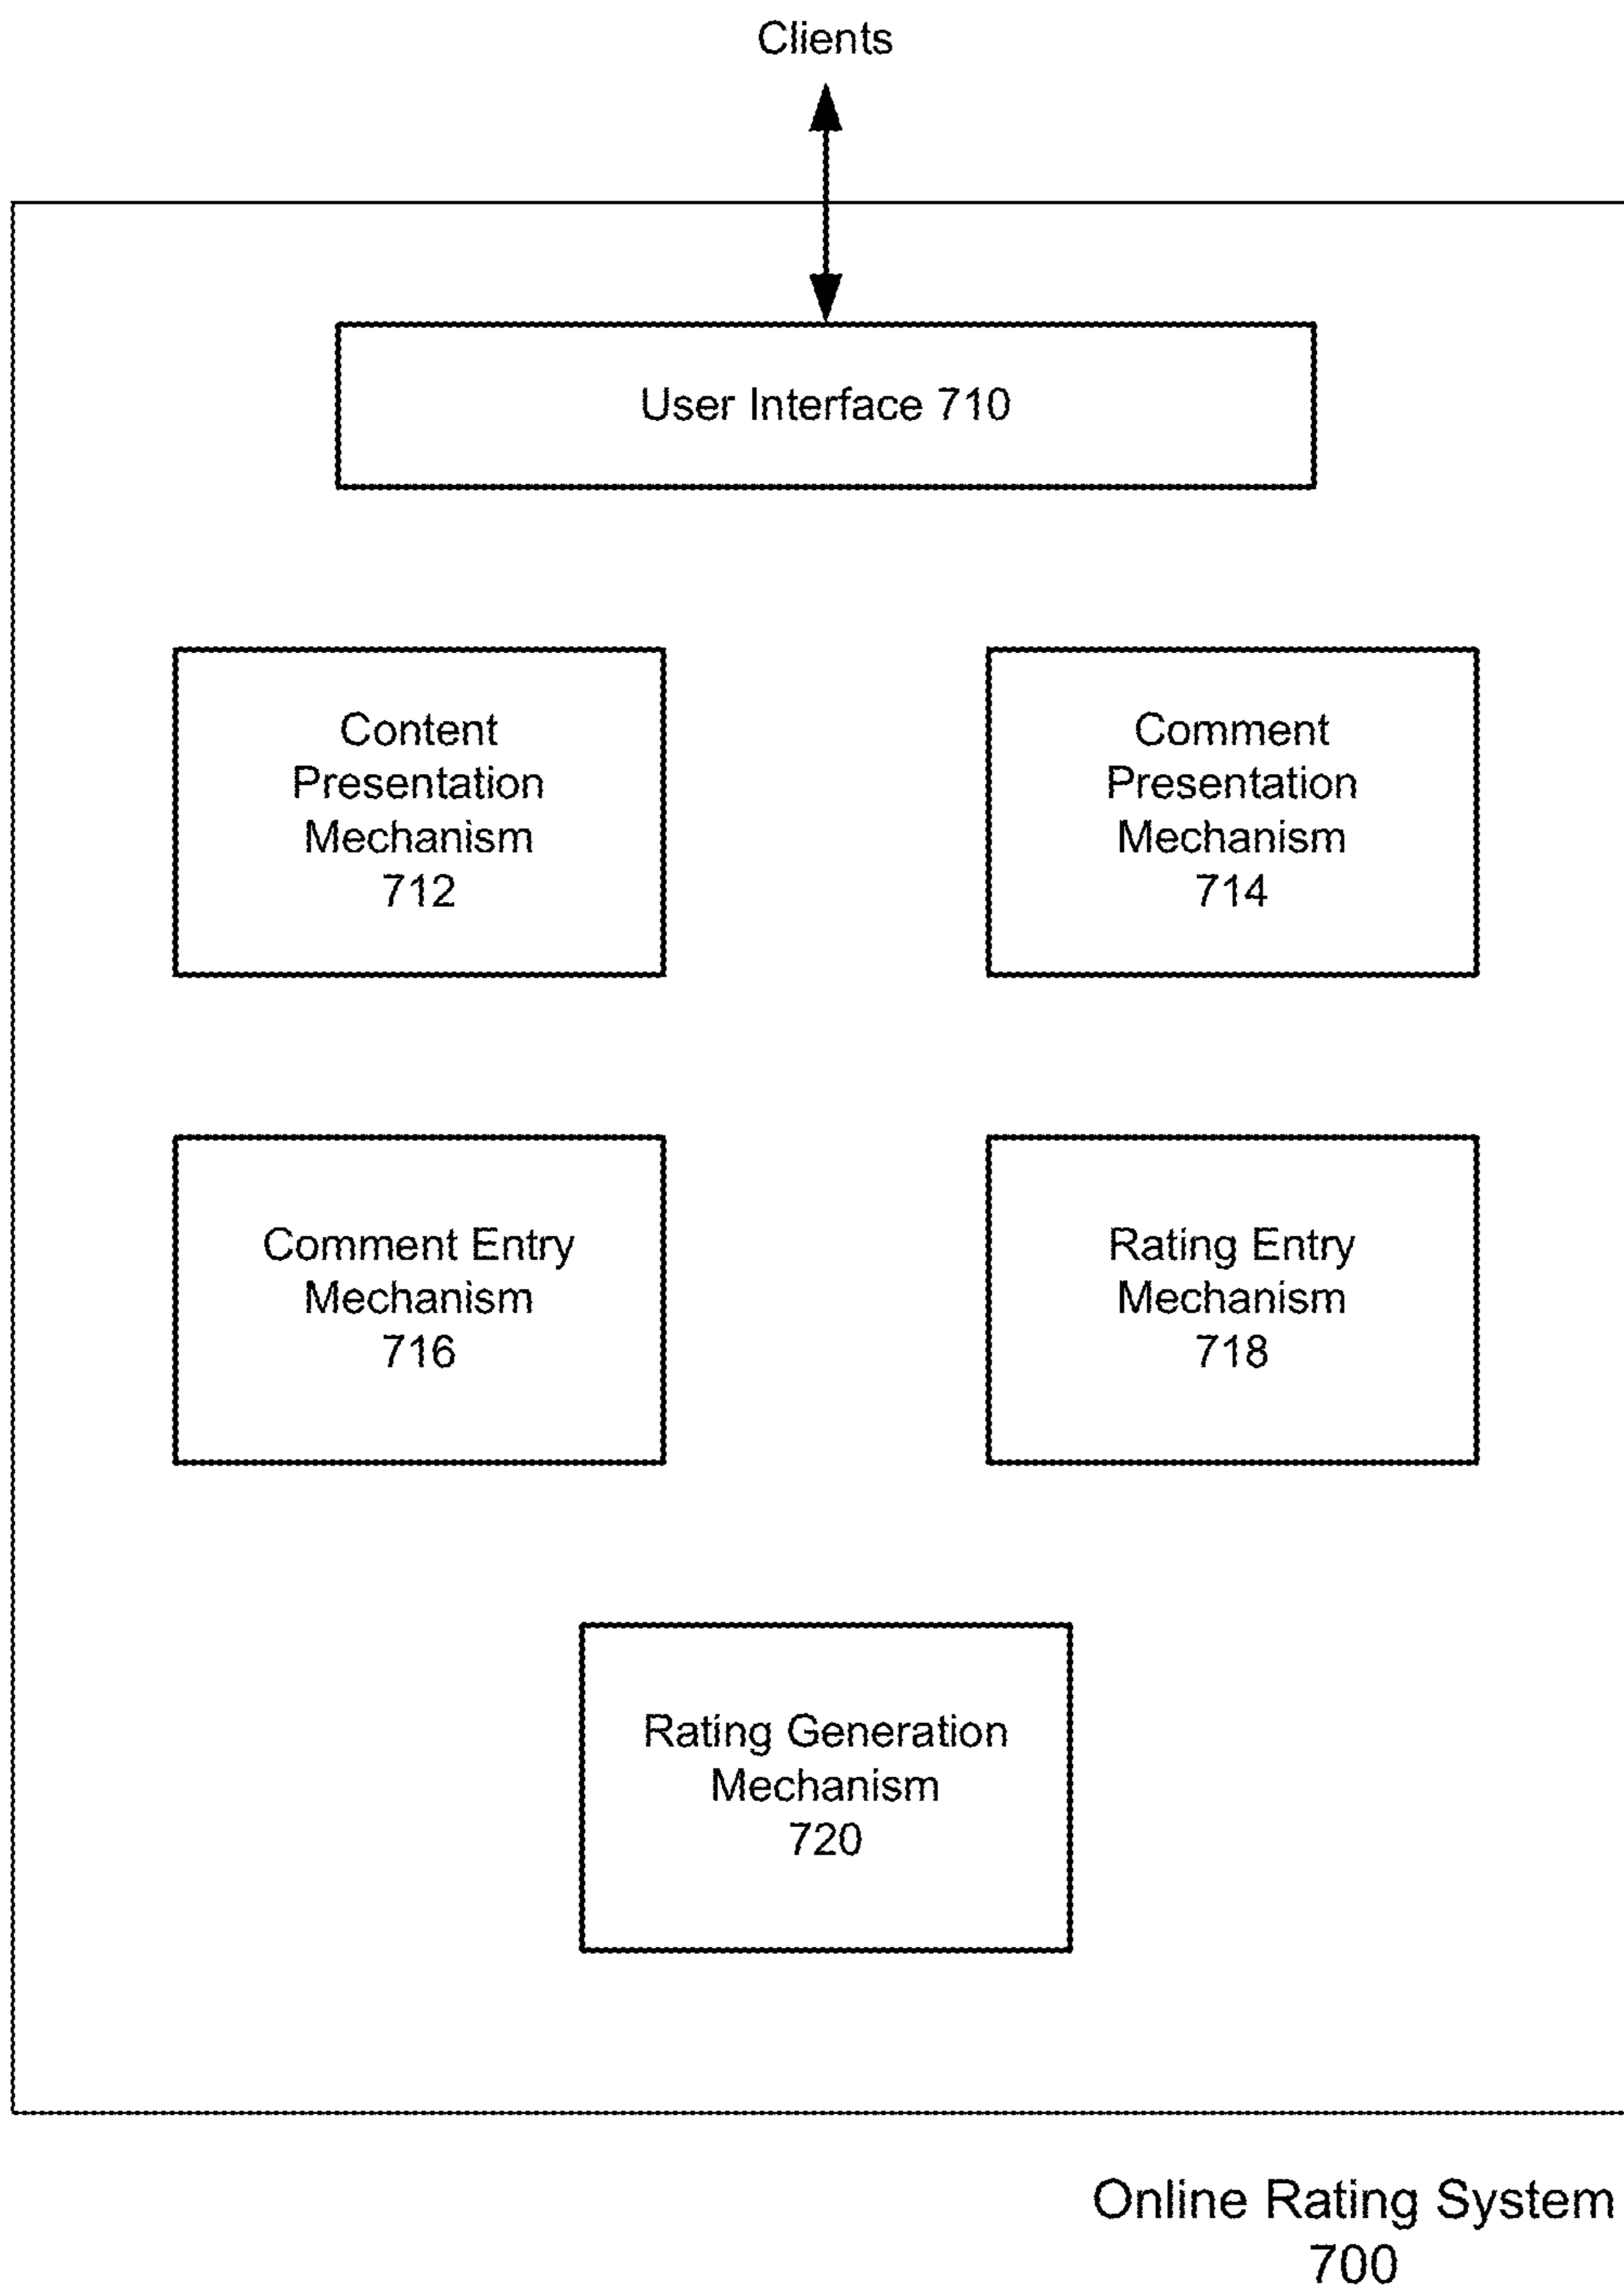 Clients
User Interface 710
Content
Presentation
Mechanism
712
Comment
Presentation
Mechanism
714
Comment Entry
Mechanism
716
Rating Entry
Mechanism
718
Rating Generation
Mechanism
720
Online Rating System
700